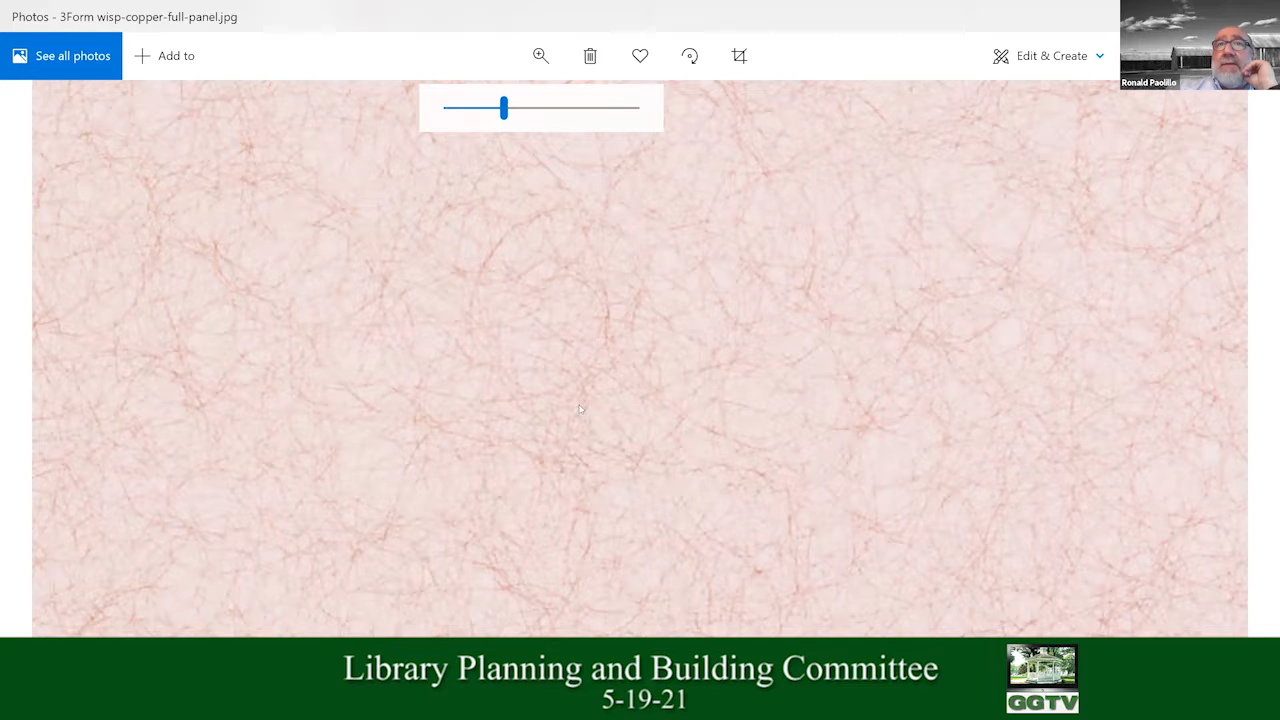 Photos - 3Form wisp-copper-full-panel.jpg
See all photos
Add to
Edit & Create
Ronald Paolillo
Library Planning and Building Committee
5-19-21
GGTV